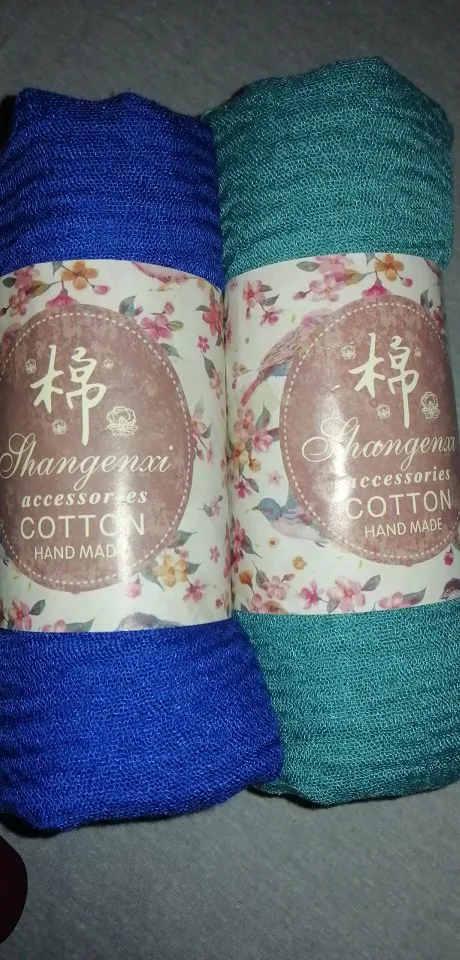 棉
Shangenxi
accessories
COTTON
HAND MADE
棉
Shangenxi
accessories
COTTON
HAND MADE